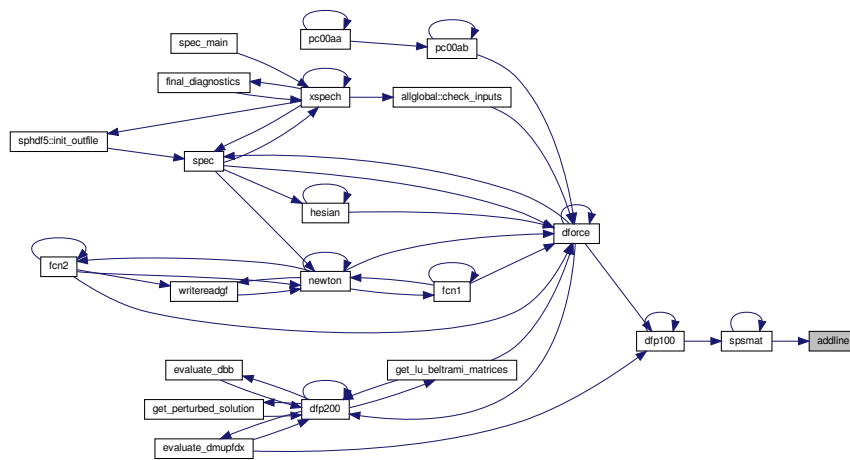 spec_main
pc00aa
pc00ab
final_diagnostics
xspech
allglobal::check_inputs
sphdf5::init_outfile
spec
hesian
dforce
fcn2
newton
writereadgf
fcn1
dfp100
spsmat
addline
evaluate_dbb
get_lu_beltrami_matrices
get_perturbed_solution
dfp200
evaluate_dmupfdx